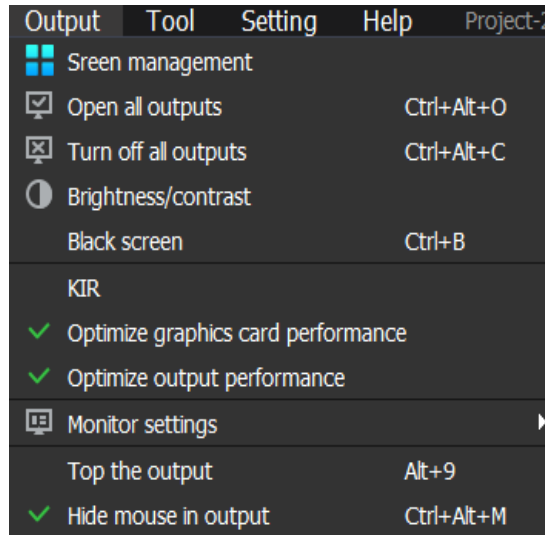 Output Tool Setting Help Project-2
Sreen management
Open all outputs Ctrl+Alt+O
Turn off all outputs Ctrl+Alt+C
Brightness/contrast
Black screen Ctrl+B
KIR
Optimize graphics card performance
Optimize output performance
Monitor settings
Top the output Alt+9
Hide mouse in output Ctrl+Alt+M